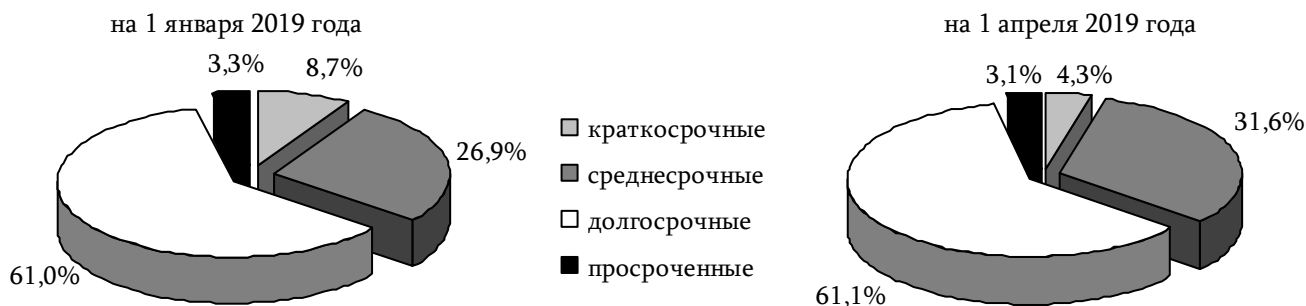 на 1 января 2019 года
3,3%
8,7%
26,9%
61,0%
краткосрочные
среднесрочные
долгосрочные
просроченные
на 1 апреля 2019 года
3,1%
4,3%
31,6%
61,1%